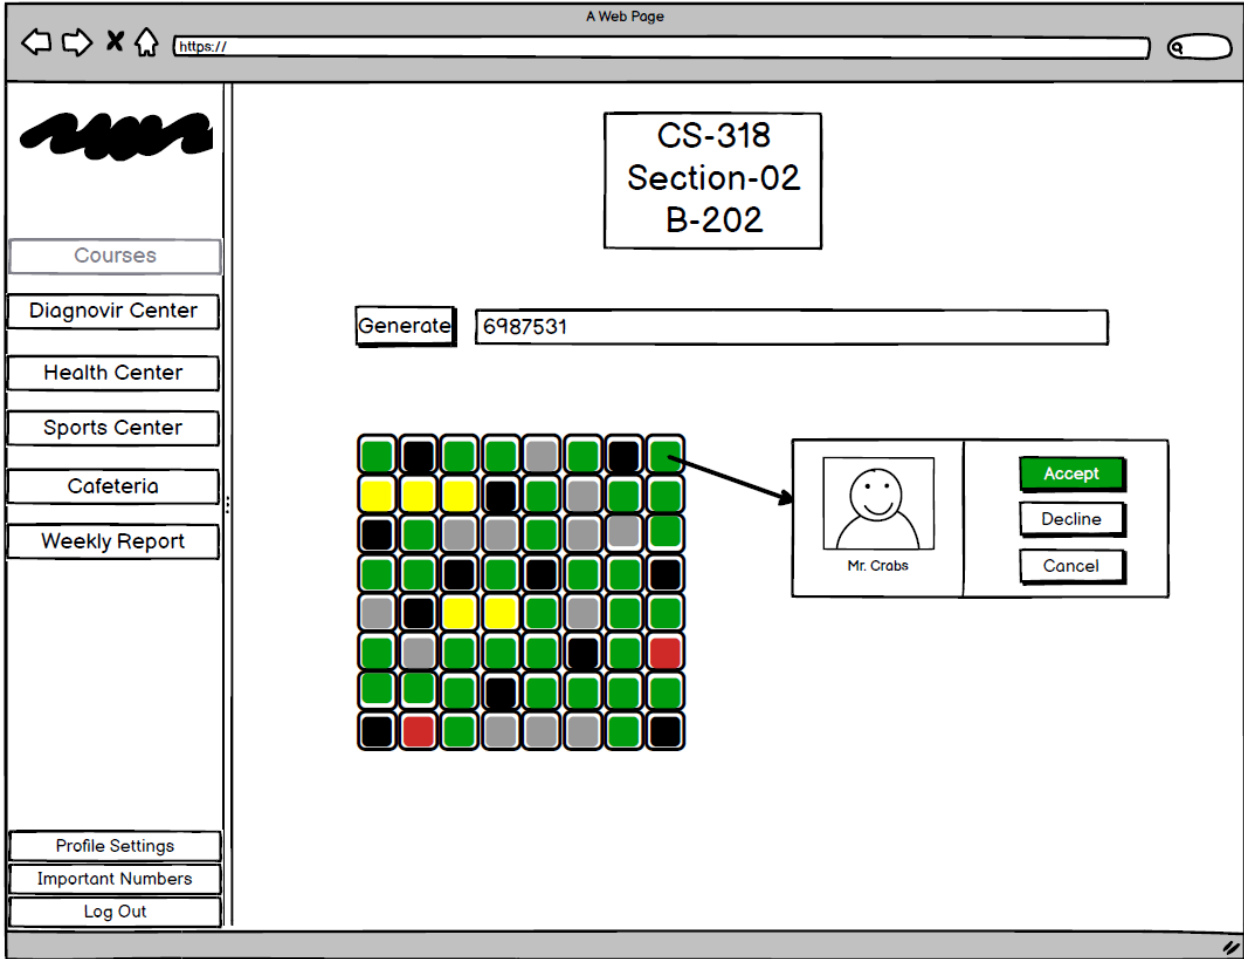 A Web Page
https://
CS-318
Section-02
B-202
Courses
Diagnovir Center
Health Center
Sports Center
Cafeteria
Weekly Report
Generate
6987531
Accept
Decline
Cancel
Mr. Crabs
Profile Settings
Important Numbers
Log Out